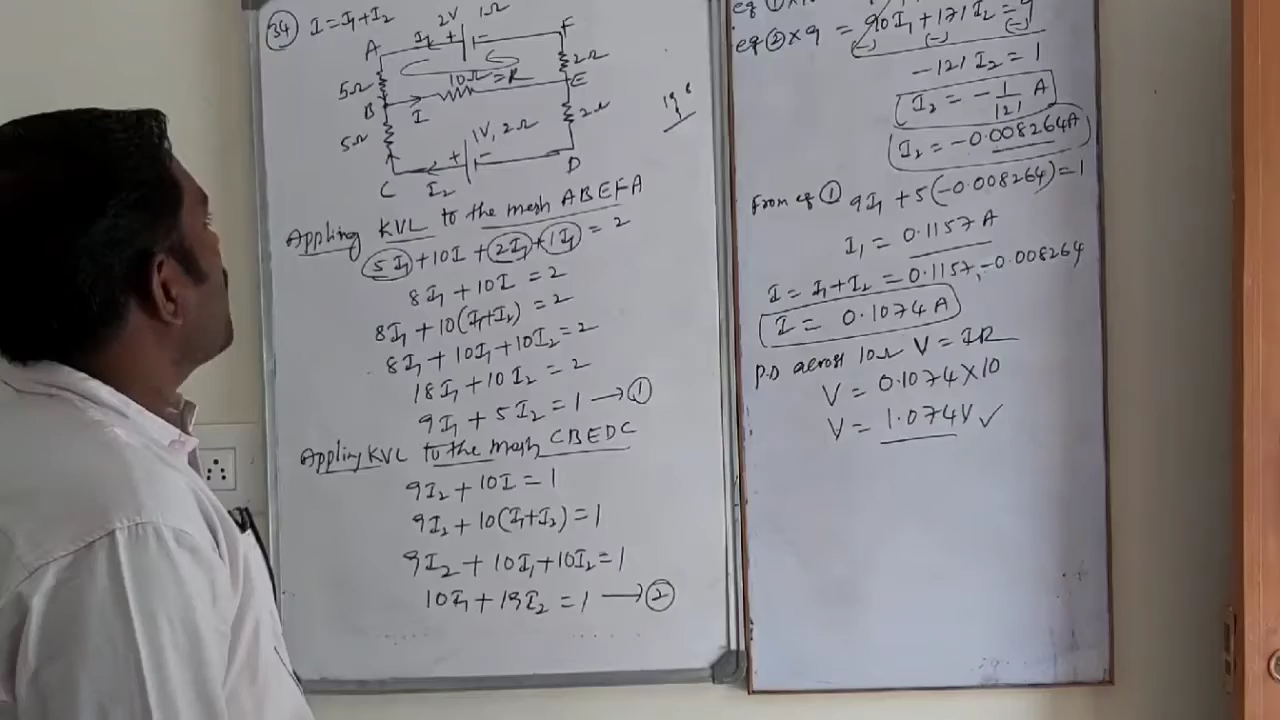 34 I = I₁+I₂
2V 1Ω
A I₁ + - F
5Ω 2Ω
10Ω = R
B I E
5Ω 2Ω
1V, 2Ω
+ -
C I₂ D
Appling KVL to the mesh ABEFA
5I₁ + 10I + 2I₁ + 1I₁ = 2
8I₁ + 10I = 2
8I₁ + 10(I₁+I₂) = 2
8I₁ + 10I₁ + 10I₂ = 2
18I₁ + 10I₂ = 2
9I₁ + 5I₂ = 1 → ①
Appling KVL to the mesh CBEDC
9I₂ + 10I = 1
9I₂ + 10(I₁+I₂) = 1
9I₂ + 10I₁ + 10I₂ = 1
10I₁ + 19I₂ = 1 → ②
eq ② × 9 = 90I₁ + 171I₂ = 9
(-) (-) (-)
-121 I₂ = 1
I₂ = - 1/121 A
I₂ = -0.008264A
From eq ① 9I₁ + 5(-0.008264) = 1
I₁ = 0.1157 A
I = I₁+I₂ = 0.1157, -0.008264
I = 0.1074 A
P.D across 10Ω V = IR
V = 0.1074 × 10
V = 1.074V ✓